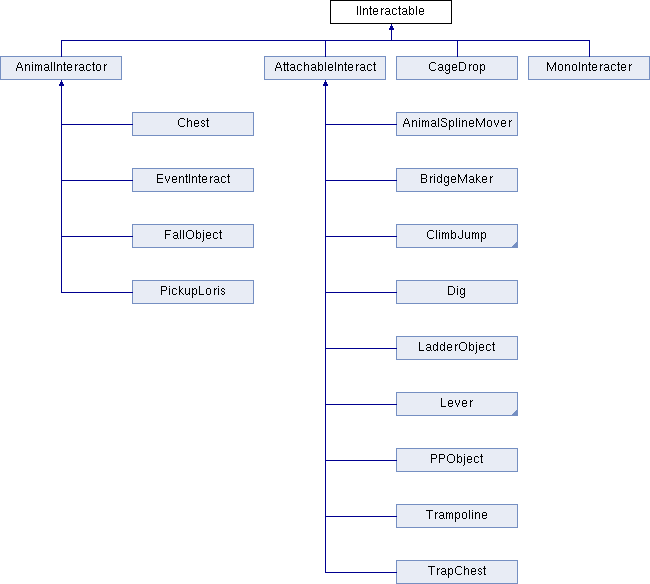 IInteractable
AnimalInteractor
AttachableInteract
CageDrop
MonoInteracter
Chest
AnimalSplineMover
EventInteract
BridgeMaker
FallObject
ClimbJump
PickupLoris
Dig
LadderObject
Lever
PPObject
Trampoline
TrapChest